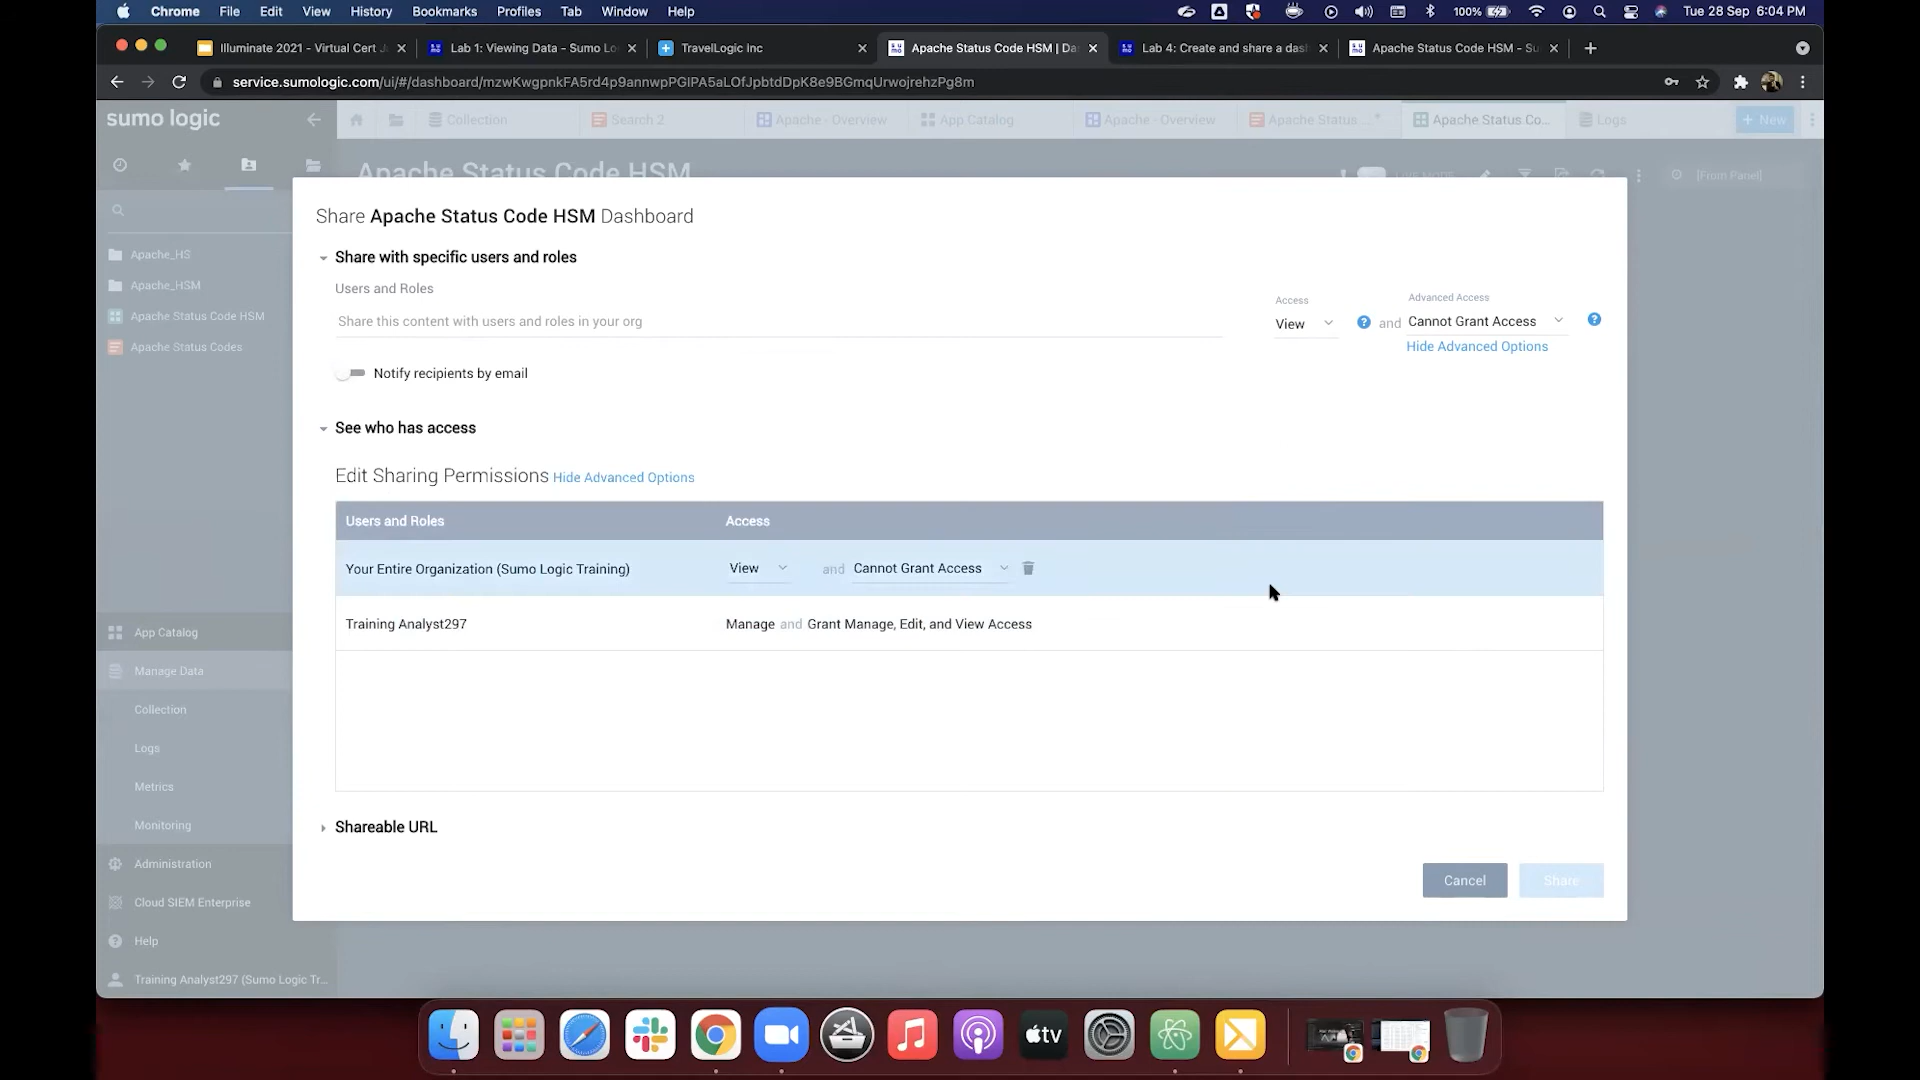 Chrome File Edit View History Bookmarks Profiles Tab Window Help 100% Tue 28 Sep 6:04 PM
Illuminate 2021 - Virtual Cert J Lab 1: Viewing Data - Sumo Lo TravelLogic Inc Apache Status Code HSM | Da Lab 4: Create and share a dash Apache Status Code HSM - Su
service.sumologic.com/ui/#/dashboard/mzwKwgpnkFA5rd4p9annwpPGlPA5aLOfJpbtdDpK8e9BGmqUrwojrehzPg8m
sumo logic Collection Search 2 Apache - Overview App Catalog Apache - Overview Apache Status ... * Apache Status Co... Logs + New
Apache Status Code HSM LIVE MODE [From Panel]
Share Apache Status Code HSM Dashboard
Share with specific users and roles
Users and Roles
Share this content with users and roles in your org
Access
View
and
Advanced Access
Cannot Grant Access
Hide Advanced Options
Notify recipients by email
See who has access
Edit Sharing Permissions Hide Advanced Options
Users and Roles Access
Your Entire Organization (Sumo Logic Training) View and Cannot Grant Access
Training Analyst297 Manage and Grant Manage, Edit, and View Access
Shareable URL
Cancel Share
Apache_HS
Apache_HSM
Apache Status Code HSM
Apache Status Codes
App Catalog
Manage Data
Collection
Logs
Metrics
Monitoring
Administration
Cloud SIEM Enterprise
Help
Training Analyst297 (Sumo Logic Tr...
tv